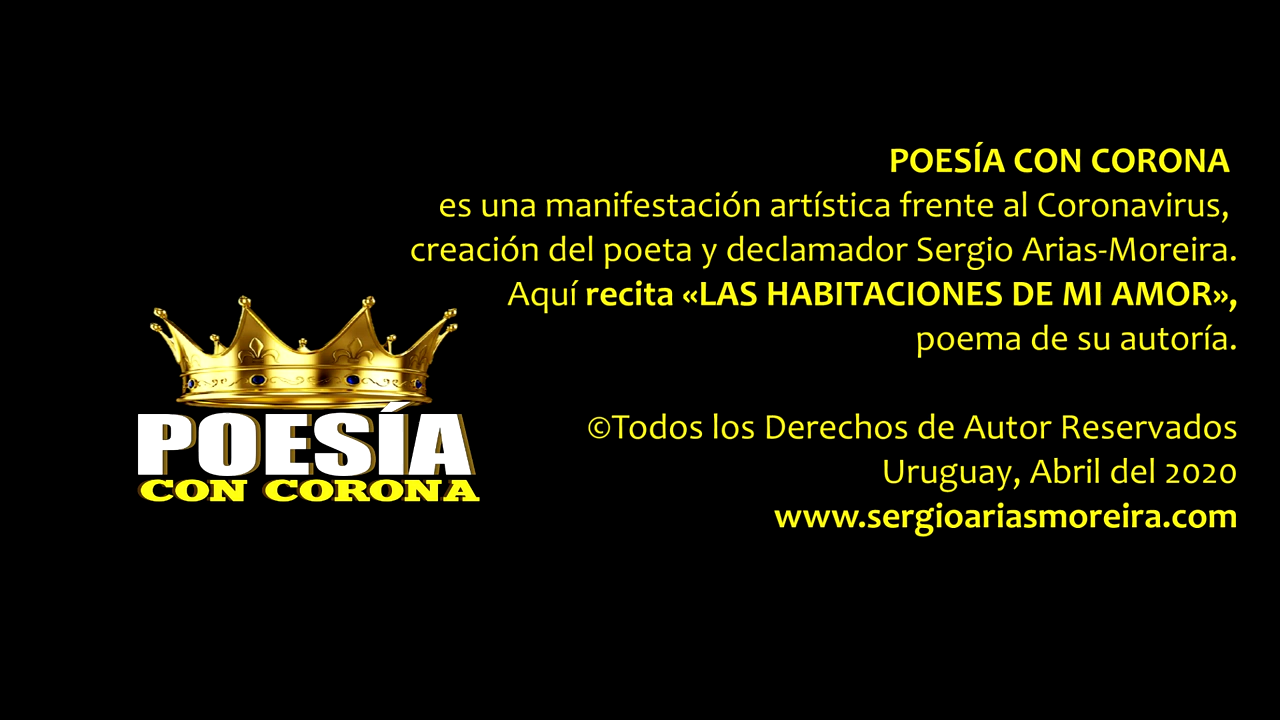 POESÍA CON CORONA
es una manifestación artística frente al Coronavirus,
creación del poeta y declamador Sergio Arias-Moreira.
Aquí recita «LAS HABITACIONES DE MI AMOR»,
poema de su autoría.
©Todos los Derechos de Autor Reservados
Uruguay, Abril del 2020
www.sergioariasmoreira.com
POESÍA
CON CORONA